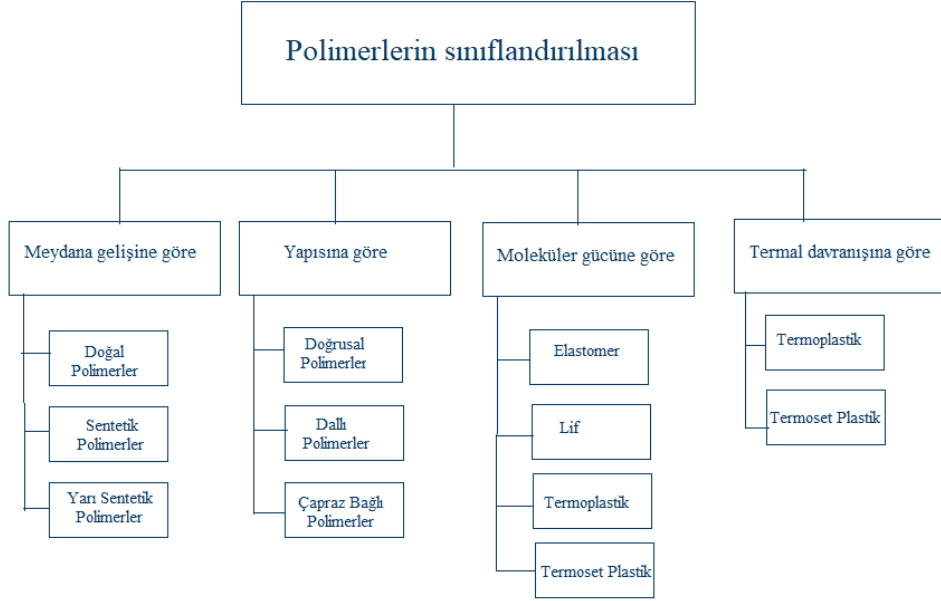 Polimerlerin sınıflandırılması
Meydana gelişine göre
Doğal
Polimerler
Sentetik
Polimerler
Yarı Sentetik
Polimerler
Yapısına göre
Doğrusal
Polimerler
Dallı
Polimerler
Çapraz Bağlı
Polimerler
Moleküler gücüne göre
Elastomer
Lif
Termoplastik
Termoset Plastik
Termal davranışına göre
Termoplastik
Termoset Plastik